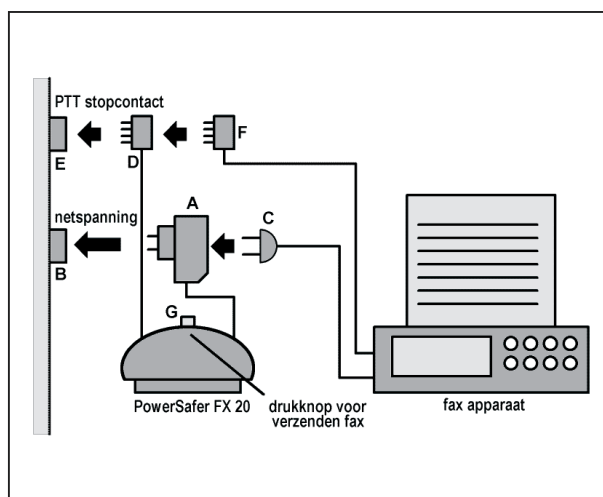 PTT stopcontact
E
D
F
netspanning
A
C
B
G
PowerSafer FX 20
drukknop voor
verzenden fax
fax apparaat